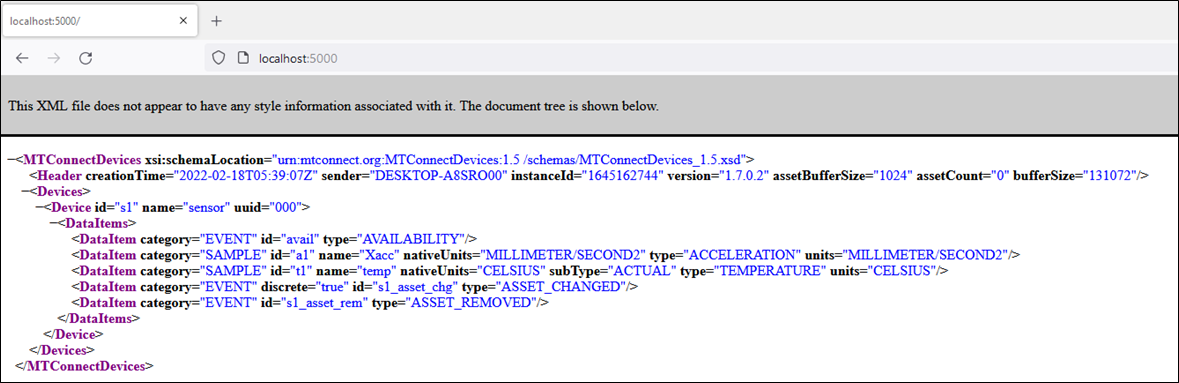 localhost:5000/
localhost:5000
This XML file does not appear to have any style information associated with it. The document tree is shown below.
—<MTConnectDevices xsi:schemaLocation="urn:mtconnect.org:MTConnectDevices:1.5 /schemas/MTConnectDevices_1.5.xsd">
<Header creationTime="2022-02-18T05:39:07Z" sender="DESKTOP-A8SRO00" instanceId="1645162744" version="1.7.0.2" assetBufferSize="1024" assetCount="0" bufferSize="131072"/>
—<Devices>
—<Device id="s1" name="sensor" uuid="000">
—<DataItems>
<DataItem category="EVENT" id="avail" type="AVAILABILITY"/>
<DataItem category="SAMPLE" id="a1" name="Xacc" nativeUnits="MILLIMETER/SECOND2" type="ACCELERATION" units="MILLIMETER/SECOND2"/>
<DataItem category="SAMPLE" id="t1" name="temp" nativeUnits="CELSIUS" subType="ACTUAL" type="TEMPERATURE" units="CELSIUS"/>
<DataItem category="EVENT" discrete="true" id="s1_asset_chg" type="ASSET_CHANGED"/>
<DataItem category="EVENT" id="s1_asset_rem" type="ASSET_REMOVED"/>
</DataItems>
</Device>
</Devices>
</MTConnectDevices>